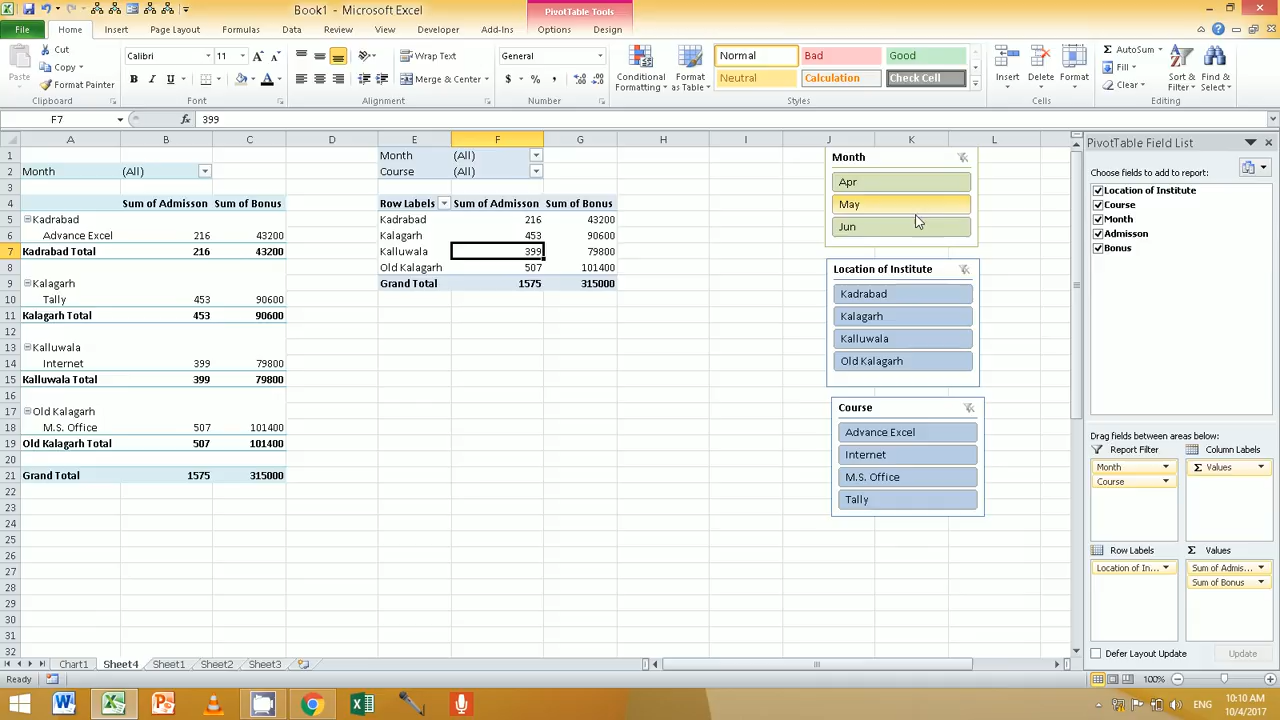 Book1 - Microsoft Excel
PivotTable Tools
File Home Insert Page Layout Formulas Data Review View Developer Add-Ins Options Design
Paste
Cut
Copy
Format Painter
Clipboard
Calibri 11
Font
Wrap Text
Merge & Center
Alignment
General
Number
Conditional Formatting
Format as Table
Normal Bad Good
Neutral Calculation Check Cell
Styles
Insert Delete Format
Cells
AutoSum
Fill
Clear
Sort & Filter
Find & Select
Editing
F7 399
A B C D E F G H I J K L
1 Month (All)
2 Month (All) Course (All)
3
4 Sum of Admisson Sum of Bonus Row Labels Sum of Admisson Sum of Bonus
5 Kadrabad Kadrabad 216 43200
6 Advance Excel 216 43200 Kalagarh 453 90600
7 Kadrabad Total 216 43200 Kalluwala 399 79800
8 Old Kalagarh 507 101400
9 Kalagarh Grand Total 1575 315000
10 Tally 453 90600
11 Kalagarh Total 453 90600
12
13 Kalluwala
14 Internet 399 79800
15 Kalluwala Total 399 79800
16
17 Old Kalagarh
18 M.S. Office 507 101400
19 Old Kalagarh Total 507 101400
20
21 Grand Total 1575 315000
22
23
24
25
26
27
28
29
30
31
32
Month
Apr
May
Jun
Location of Institute
Kadrabad
Kalagarh
Kalluwala
Old Kalagarh
Course
Advance Excel
Internet
M.S. Office
Tally
PivotTable Field List
Choose fields to add to report:
Location of Institute
Course
Month
Admisson
Bonus
Drag fields between areas below:
Report Filter
Month
Course
Column Labels
Σ Values
Row Labels
Location of In...
Σ Values
Sum of Admis...
Sum of Bonus
Defer Layout Update Update
Chart1 Sheet4 Sheet1 Sheet2 Sheet3
Ready
100%
ENG
10:10 AM
10/4/2017